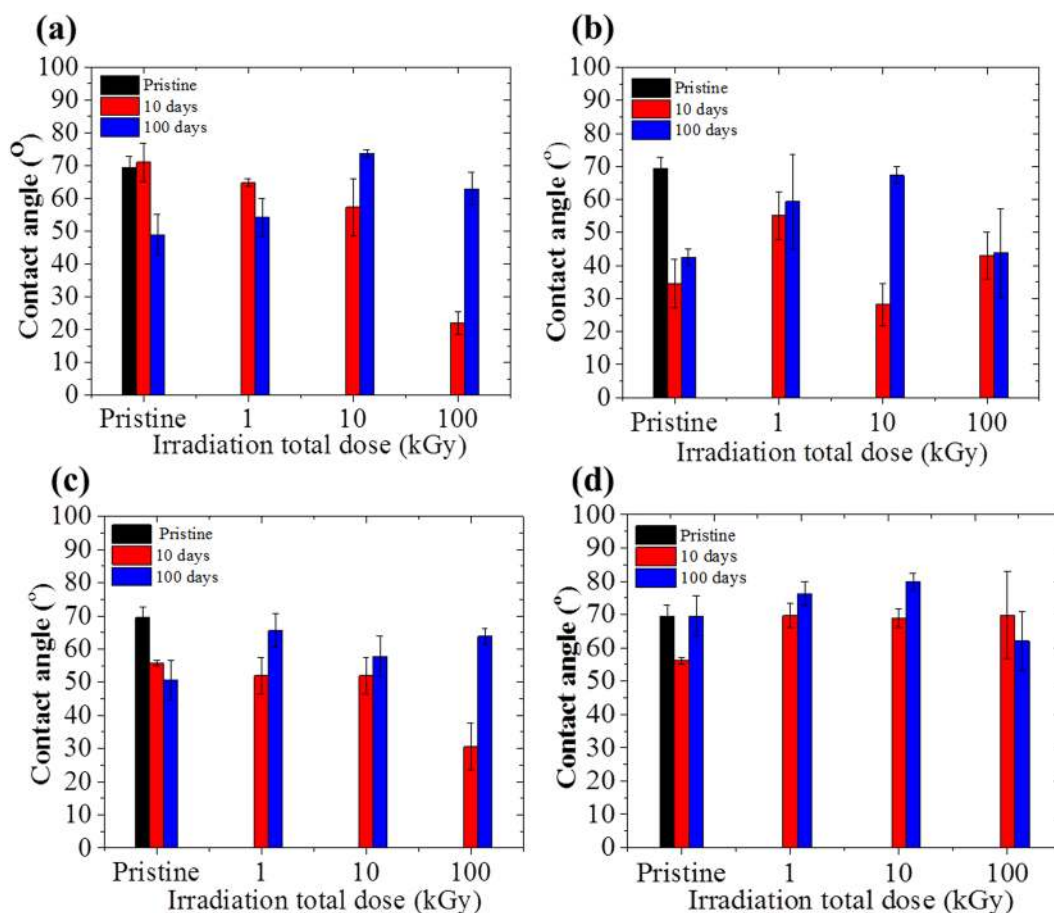 (a)
100
90
80
70
60
50
40
30
20
10
0
Contact angle (O)
Pristine
10 days
100 days
Pristine 1 10 100
Irradiation total dose (kGy)
(b)
100
90
80
70
60
50
40
30
20
10
0
Contact angle (°)
Pristine
10 days
100 days
Pristine 1 10 100
Irradiation total dose (kGy)
(c)
100
90
80
70
60
50
40
30
20
10
0
Contact angle (°)
Pristine
10 days
100 days
Pristine 1 10 100
Irradiation total dose (kGy)
(d)
100
90
80
70
60
50
40
30
20
10
0
Contact angle (°)
Pristine
10 days
100 days
Pristine 1 10 100
Irradiation total dose (kGy)